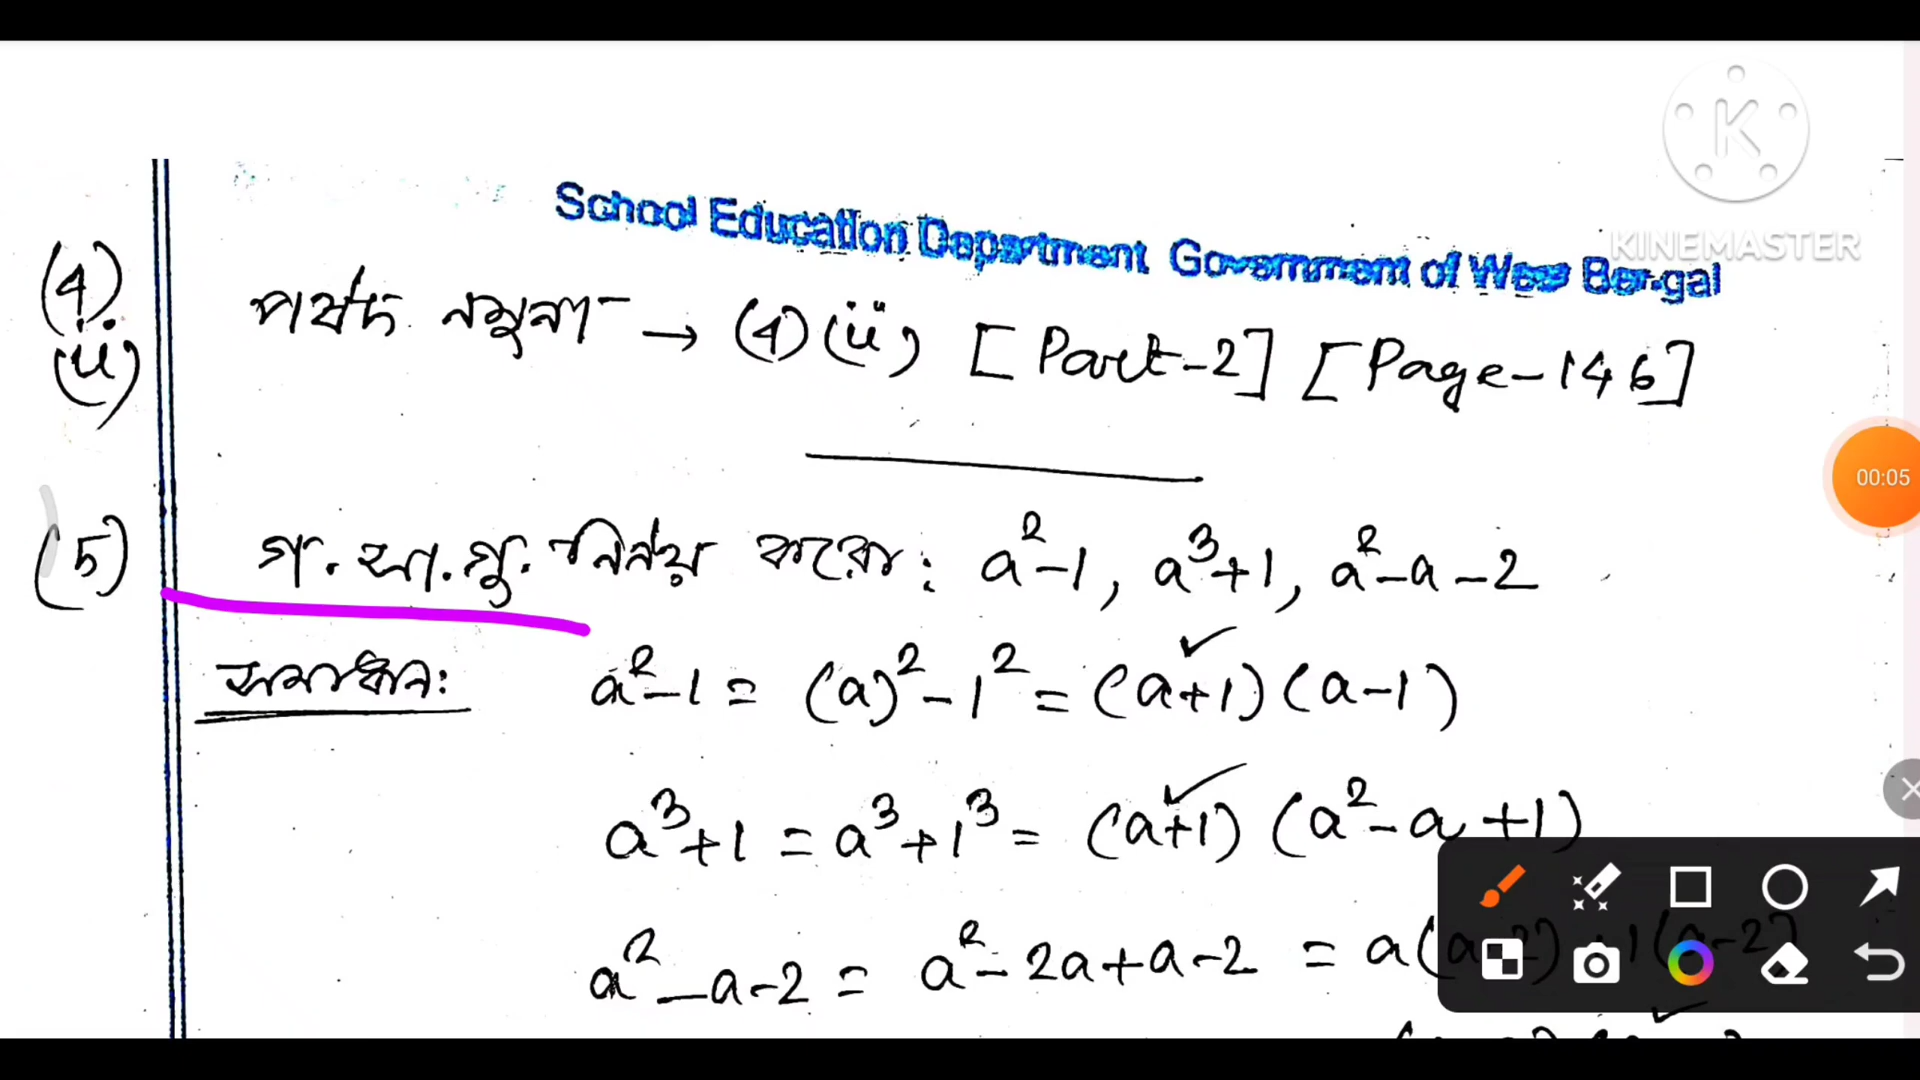 KINEMASTER
School Education Department Government of West Bengal
(4) (ii) পর্ষদ নমুনা → (4) (ii) [Part-2] [Page-146]
00:05
(5) গ. সা. গু. নির্ণয় করো : a²-1, a³+1, a²-a-2
সমাধান: a²-1 = (a)²-1² = (a+1) (a-1)
a³+1 = a³+1³ = (a+1) (a²-a+1)
a²-a-2 = a²-2a+a-2 = a(a-2)+1(a-2)